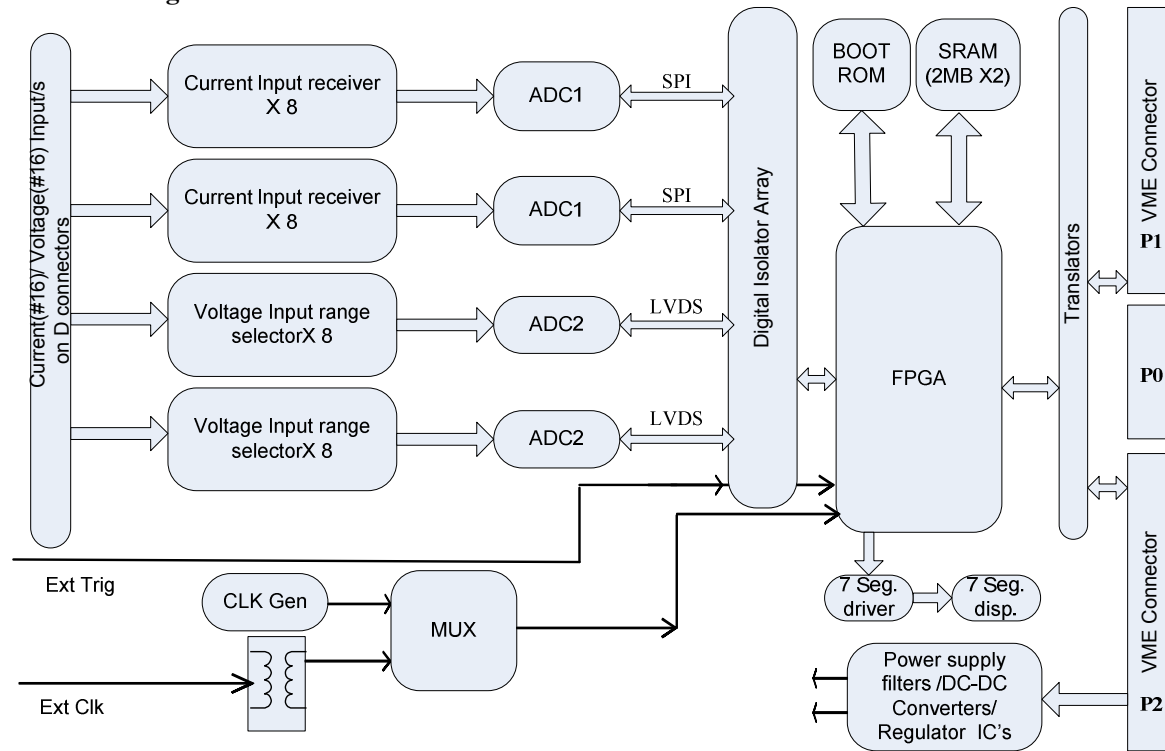 Current(#16)/ Voltage(#16) Input/s
on D connectors
Current Input receiver
X 8
ADC1
SPI
Current Input receiver
X 8
ADC1
SPI
Voltage Input range
selectorX 8
ADC2
LVDS
Voltage Input range
selectorX 8
ADC2
LVDS
Digital Isolator Array
BOOT
ROM
SRAM
(2MB X2)
FPGA
Translators
VME Connector
P1
P0
VME Connector
P2
Ext Trig
CLK Gen
MUX
Ext Clk
7 Seg.
driver
7 Seg.
disp.
Power supply
filters /DC-DC
Converters/
Regulator IC's